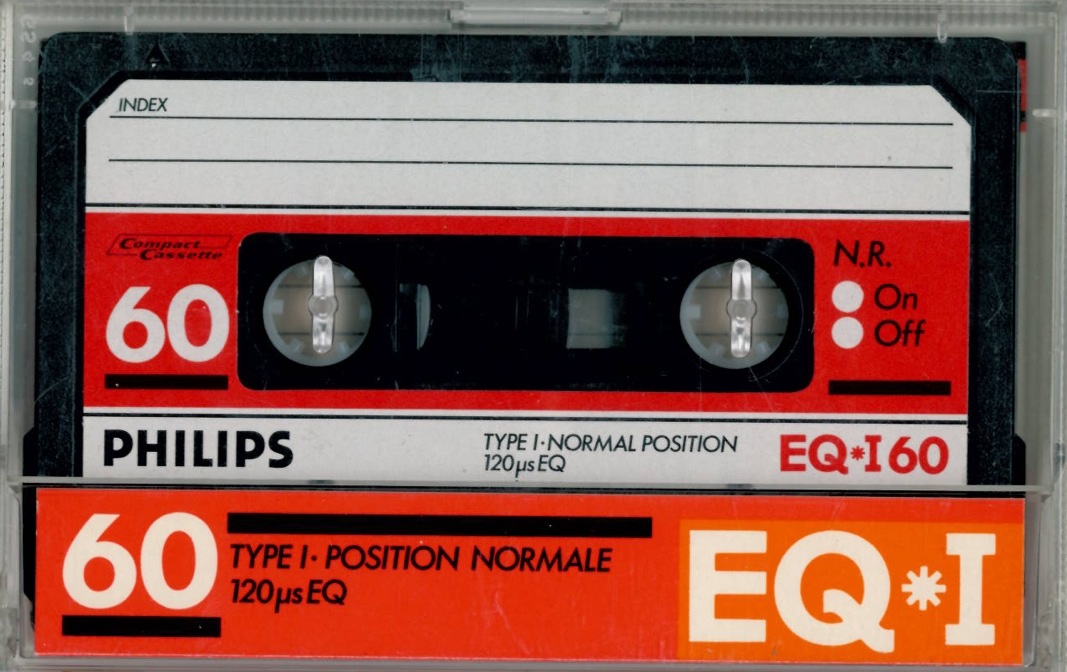 INDEX
Compact
Cassette
60
N.R.
On
Off
PHILIPS
TYPE I·NORMAL POSITION
120µs EQ
EQ*I 60
60
TYPE I· POSITION NORMALE
120µs EQ
EQ*I